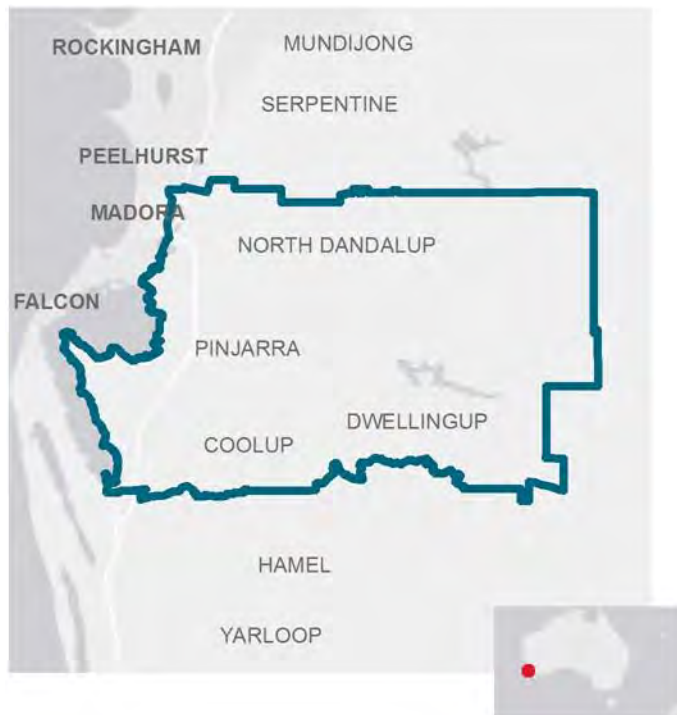 ROCKINGHAM
MUNDIJONG
SERPENTINE
PEELHURST
MADORA
NORTH DANDALUP
FALCON
PINJARRA
DWELLINGUP
COOLUP
HAMEL
YARLOOP